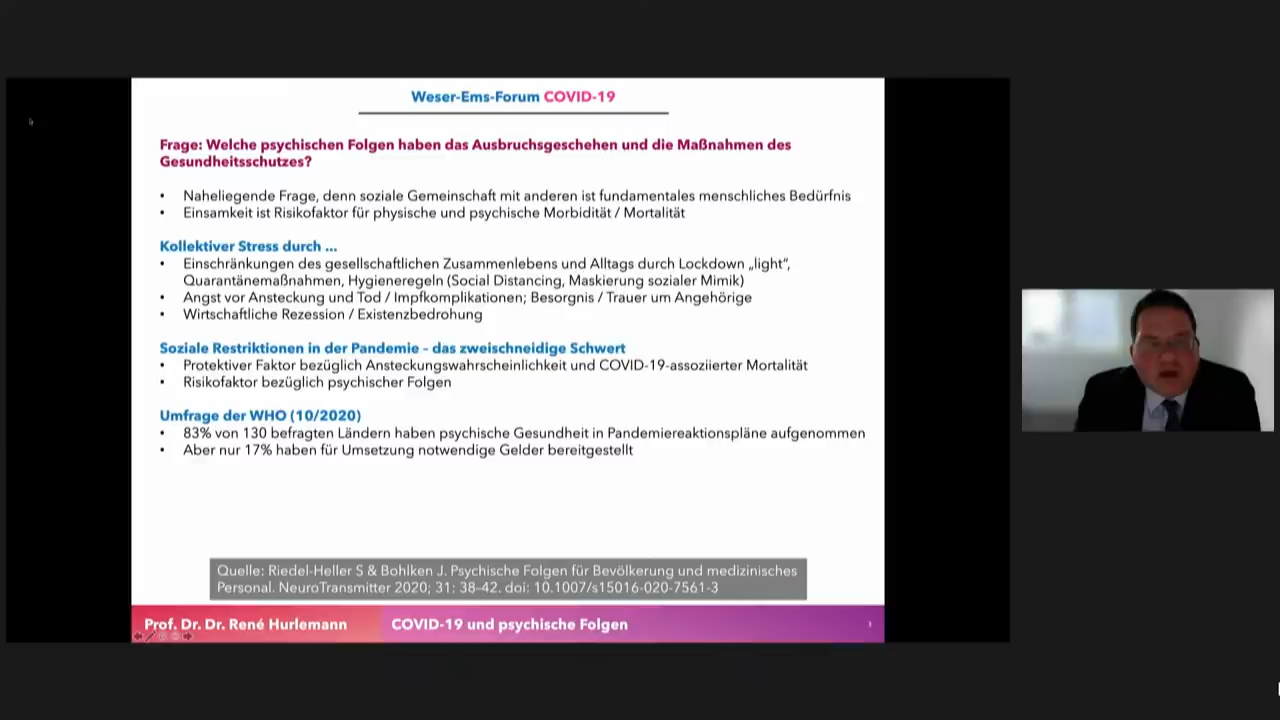 Weser-Ems-Forum COVID-19
Frage: Welche psychischen Folgen haben das Ausbruchsgeschehen und die Maßnahmen des
Gesundheitsschutzes?
• Naheliegende Frage, denn soziale Gemeinschaft mit anderen ist fundamentales menschliches Bedürfnis
• Einsamkeit ist Risikofaktor für physische und psychische Morbidität / Mortalität
Kollektiver Stress durch ...
• Einschränkungen des gesellschaftlichen Zusammenlebens und Alltags durch Lockdown „light“,
Quarantänemaßnahmen, Hygieneregeln (Social Distancing, Maskierung sozialer Mimik)
• Angst vor Ansteckung und Tod / Impfkomplikationen; Besorgnis / Trauer um Angehörige
• Wirtschaftliche Rezession / Existenzbedrohung
Soziale Restriktionen in der Pandemie – das zweischneidige Schwert
• Protektiver Faktor bezüglich Ansteckungswahrscheinlichkeit und COVID-19-assoziierter Mortalität
• Risikofaktor bezüglich psychischer Folgen
Umfrage der WHO (10/2020)
• 83% von 130 befragten Ländern haben psychische Gesundheit in Pandemiereaktionspläne aufgenommen
• Aber nur 17% haben für Umsetzung notwendige Gelder bereitgestellt
Quelle: Riedel-Heller S & Bohlken J. Psychische Folgen für Bevölkerung und medizinisches
Personal. NeuroTransmitter 2020; 31: 38–42. doi: 10.1007/s15016-020-7561-3
Prof. Dr. Dr. René Hurlemann COVID-19 und psychische Folgen